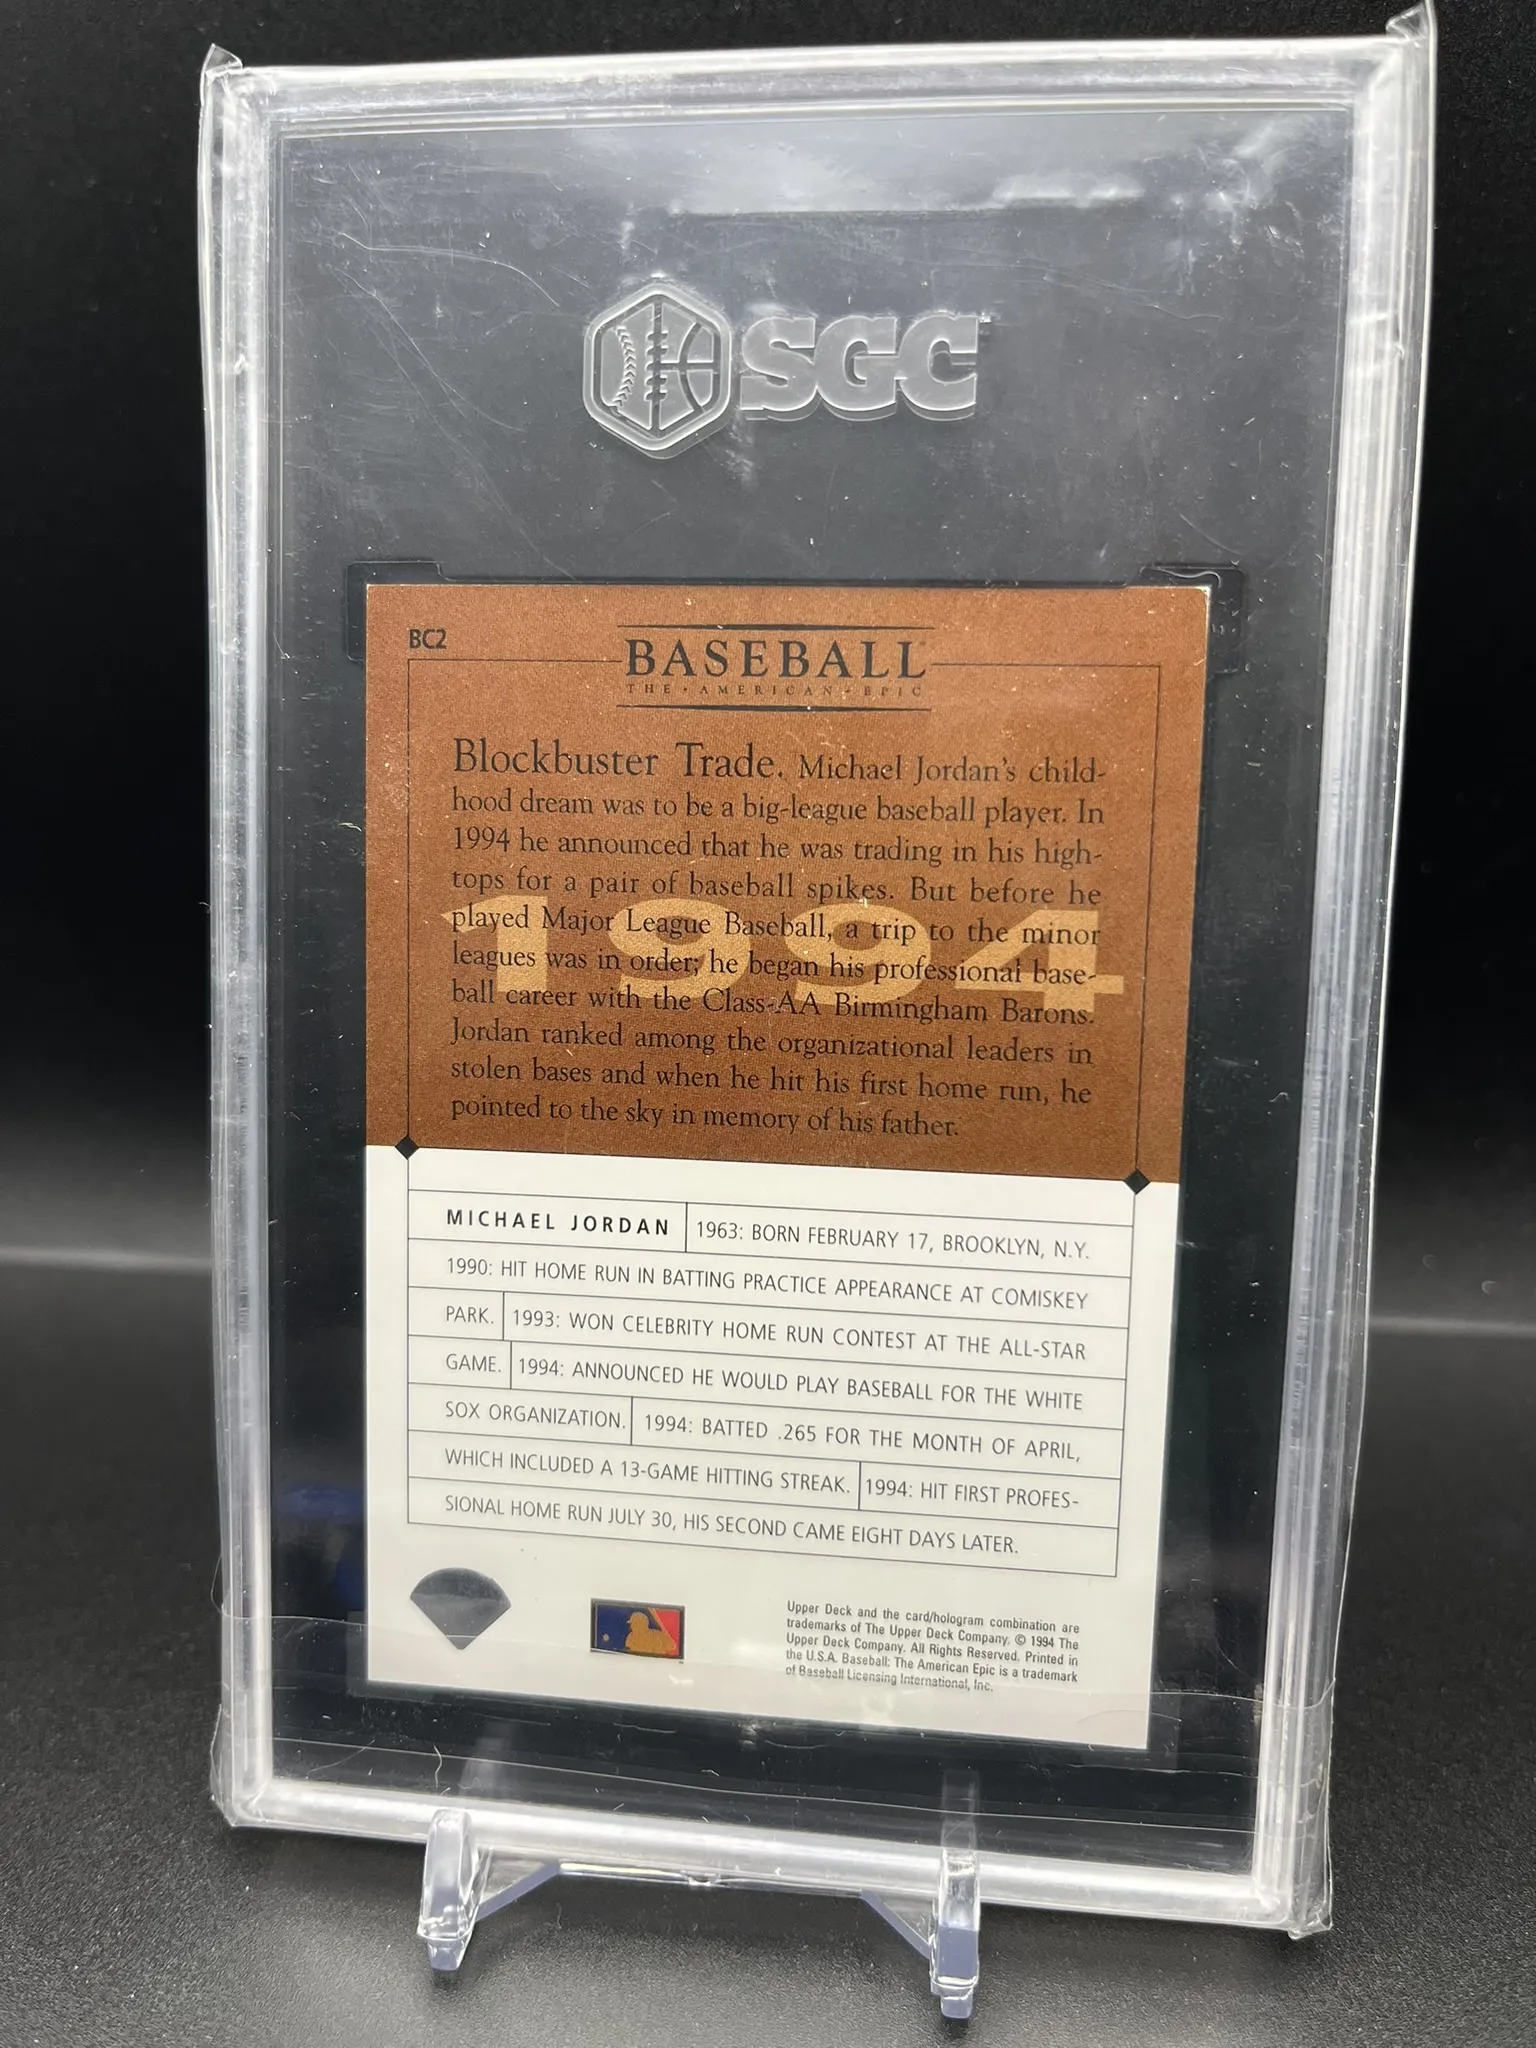 SGC
BC2
BASEBALL
THE · AMERICAN · EPIC
Blockbuster Trade. Michael Jordan's child-
hood dream was to be a big-league baseball player. In
1994 he announced that he was trading in his high-
tops for a pair of baseball spikes. But before he
played Major League Baseball, a trip to the minor
leagues was in order; he began his professional base-
ball career with the Class-AA Birmingham Barons.
Jordan ranked among the organizational leaders in
stolen bases and when he hit his first home run, he
pointed to the sky in memory of his father.
1994
MICHAEL JORDAN 1963: BORN FEBRUARY 17, BROOKLYN, N.Y.
1990: HIT HOME RUN IN BATTING PRACTICE APPEARANCE AT COMISKEY
PARK. 1993: WON CELEBRITY HOME RUN CONTEST AT THE ALL-STAR
GAME. 1994: ANNOUNCED HE WOULD PLAY BASEBALL FOR THE WHITE
SOX ORGANIZATION. 1994: BATTED .265 FOR THE MONTH OF APRIL,
WHICH INCLUDED A 13-GAME HITTING STREAK. 1994: HIT FIRST PROFES-
SIONAL HOME RUN JULY 30, HIS SECOND CAME EIGHT DAYS LATER.
Upper Deck and the card/hologram combination are
trademarks of The Upper Deck Company. © 1994 The
Upper Deck Company. All Rights Reserved. Printed in
the U.S.A. Baseball: The American Epic is a trademark
of Baseball Licensing International, Inc.